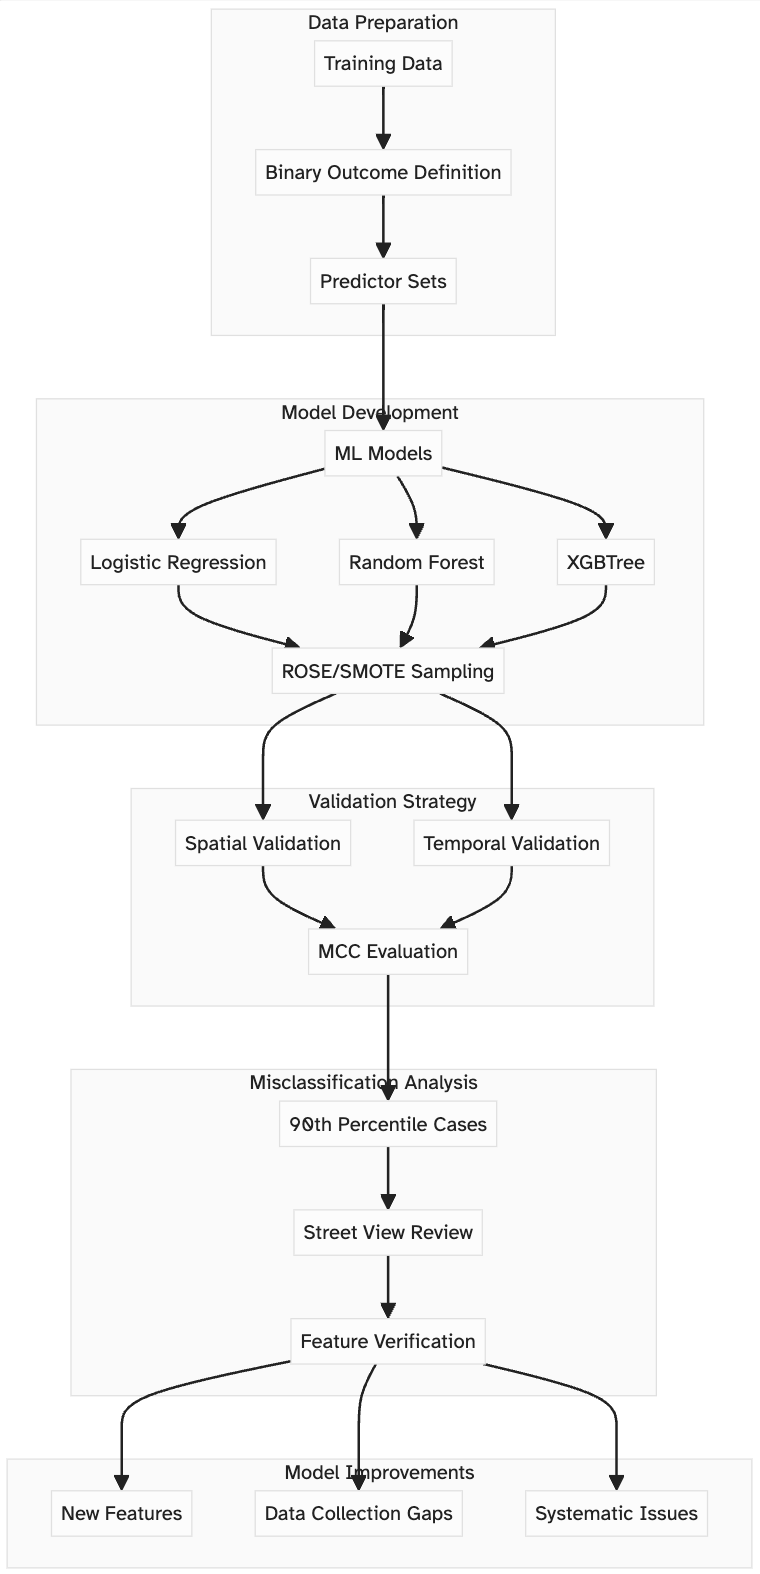 Data Preparation
Training Data
Binary Outcome Definition
Predictor Sets
Model Development
ML Models
Logistic Regression
Random Forest
XGBTree
ROSE/SMOTE Sampling
Validation Strategy
Spatial Validation
Temporal Validation
MCC Evaluation
Misclassification Analysis
90th Percentile Cases
Street View Review
Feature Verification
Model Improvements
New Features
Data Collection Gaps
Systematic Issues